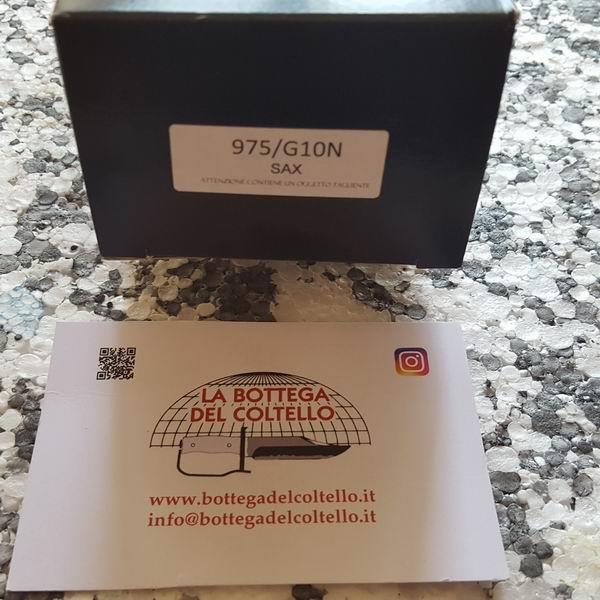 975/G10N
SAX
ATTENZIONE CONTIENE UN OGGETTO TAGLIENTE
LA BOTTEGA
DEL COLTELLO
www.bottegadelcoltello.it
info@bottegadelcoltello.it